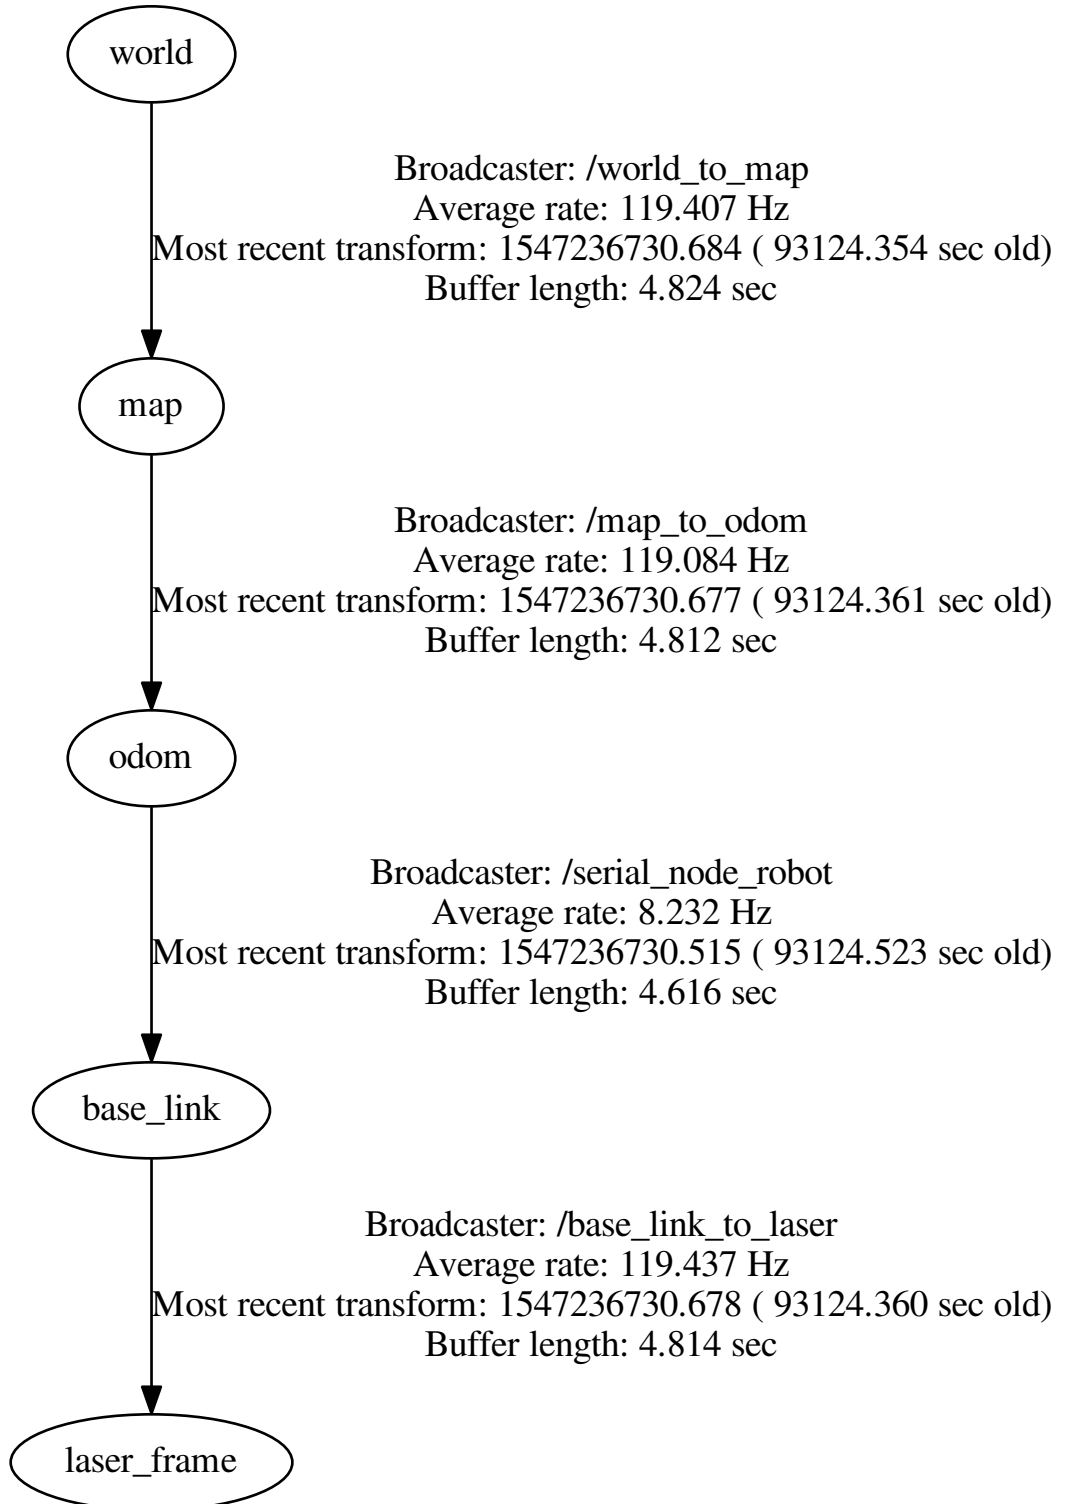 world
Broadcaster: /world_to_map
Average rate: 119.407 Hz
Most recent transform: 1547236730.684 ( 93124.354 sec old)
Buffer length: 4.824 sec
map
Broadcaster: /map_to_odom
Average rate: 119.084 Hz
Most recent transform: 1547236730.677 ( 93124.361 sec old)
Buffer length: 4.812 sec
odom
Broadcaster: /serial_node_robot
Average rate: 8.232 Hz
Most recent transform: 1547236730.515 ( 93124.523 sec old)
Buffer length: 4.616 sec
base_link
Broadcaster: /base_link_to_laser
Average rate: 119.437 Hz
Most recent transform: 1547236730.678 ( 93124.360 sec old)
Buffer length: 4.814 sec
laser_frame